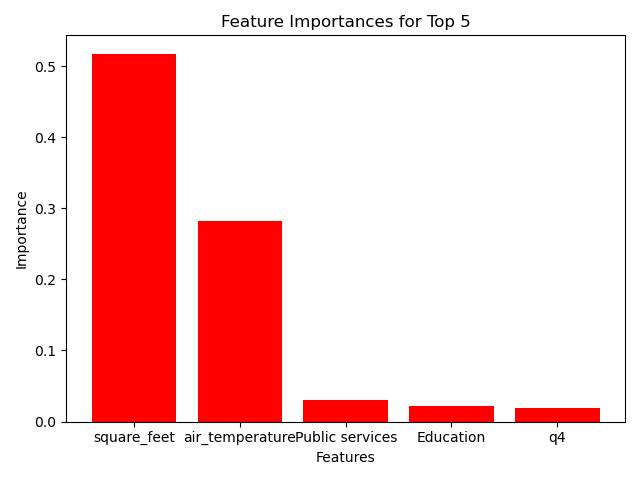 Feature Importances for Top 5
Importance
0.5
0.4
0.3
0.2
0.1
0.0
square_feet air_temperature Public services Education q4
Features